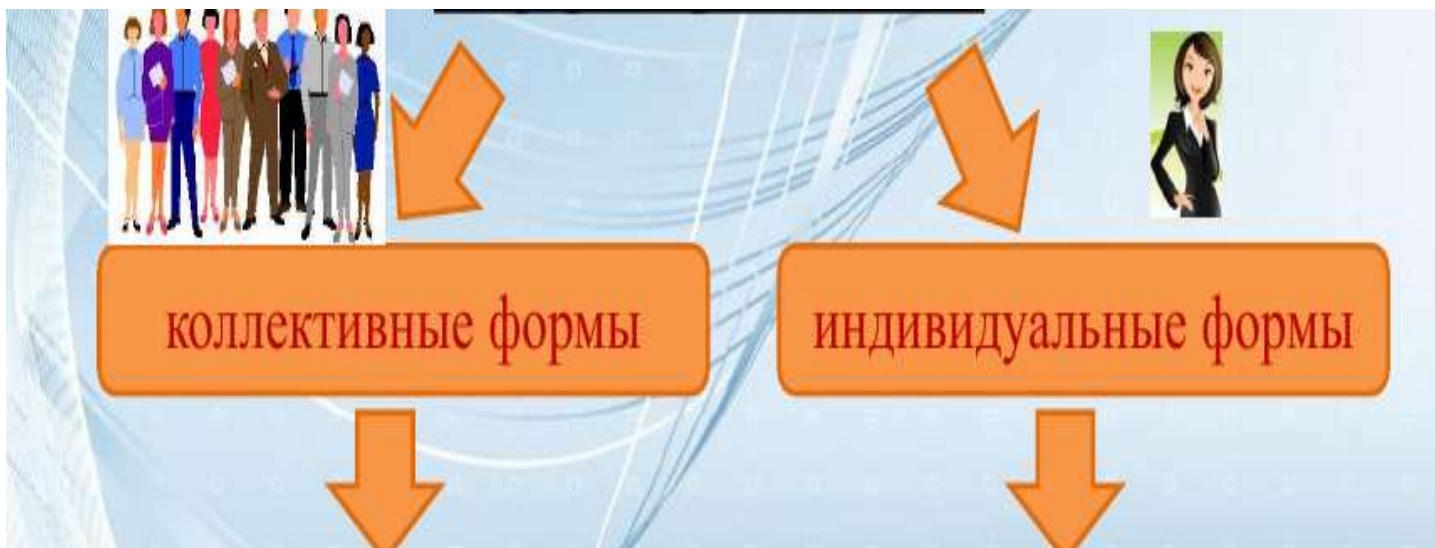 коллективные формы
индивидуальные формы